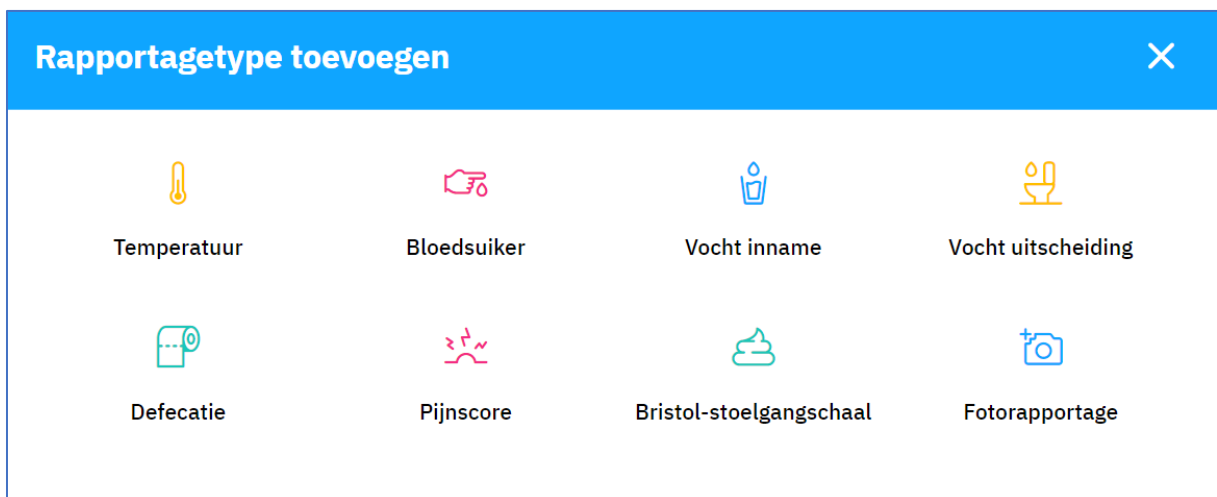 Rapportagetype toevoegen
Temperatuur
Bloedsuiker
Vocht inname
Vocht uitscheiding
Defecatie
Pijnscore
Bristol-stoelgangschaal
Fotorapportage